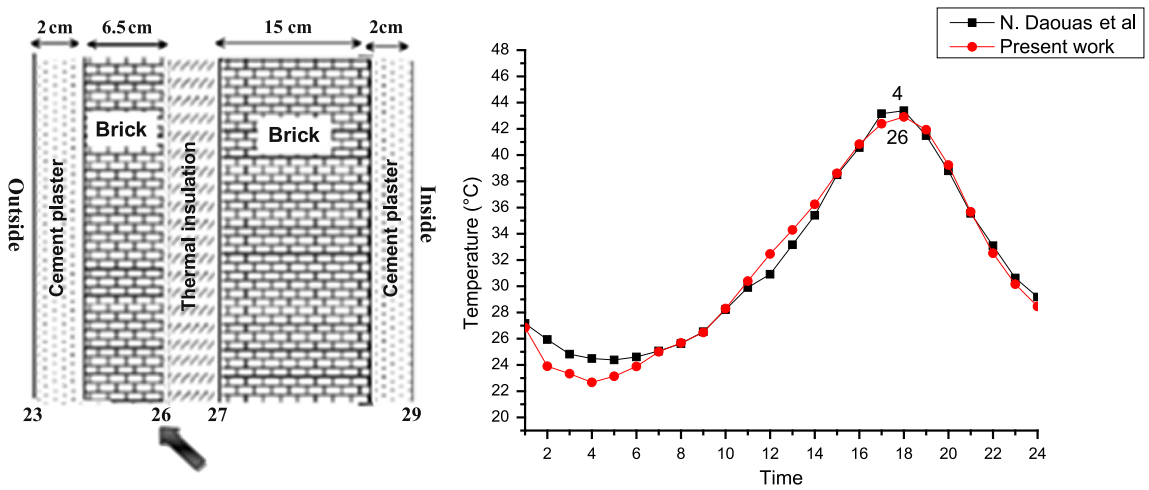 2 cm
6.5 cm
15 cm
2cm
Outside
Cement plaster
Brick
Thermal insulation
Brick
Cement plaster
Inside
23
26
27
29
N. Daouas et al
Present work
48
46
44
42
40
38
36
34
32
30
28
26
24
22
20
Temperature (°C)
4
26
2
4
6
8
10
12
14
16
18
20
22
24
Time